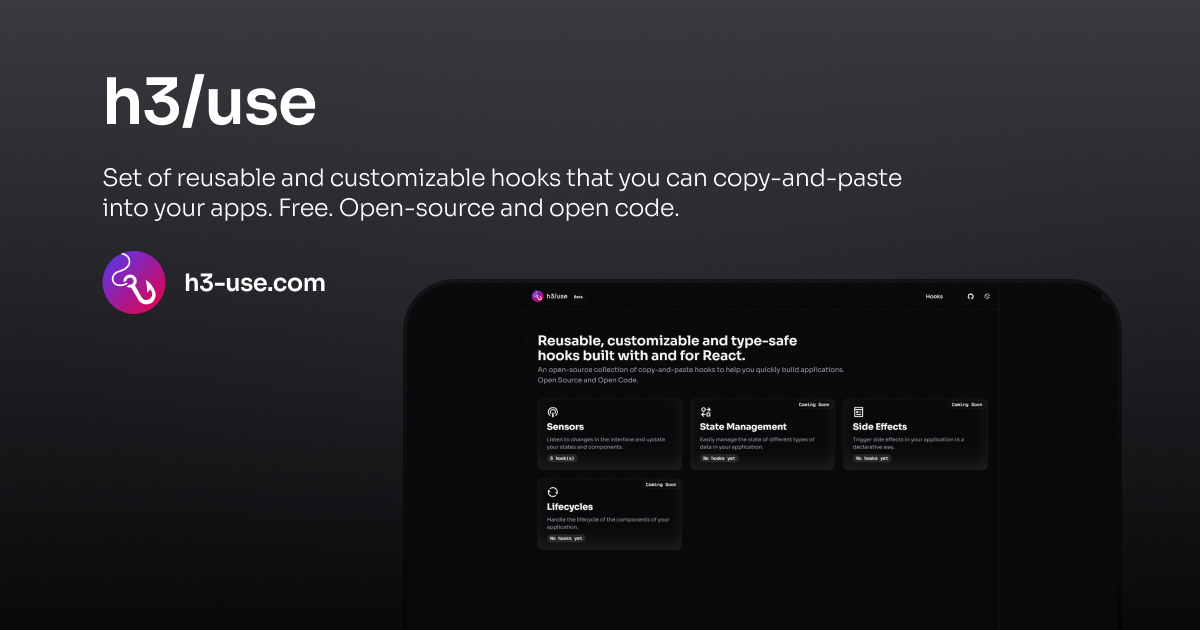 h3/use
Set of reusable and customizable hooks that you can copy-and-paste
into your apps. Free. Open-source and open code.
h3-use.com
h3/use Beta Hooks
Reusable, customizable and type-safe
hooks built with and for React.
An open-source collection of copy-and-paste hooks to help you quickly build applications.
Open Source and Open Code.
Sensors
Listen to changes in the interface and update
your states and components.
5 hook(s)
Coming Soon
State Management
Easily manage the state of different types of
data in your application.
No hooks yet
Coming Soon
Side Effects
Trigger side effects in your application in a
declarative way.
No hooks yet
Coming Soon
Lifecycles
Handle the lifecycle of the components of your
application.
No hooks yet